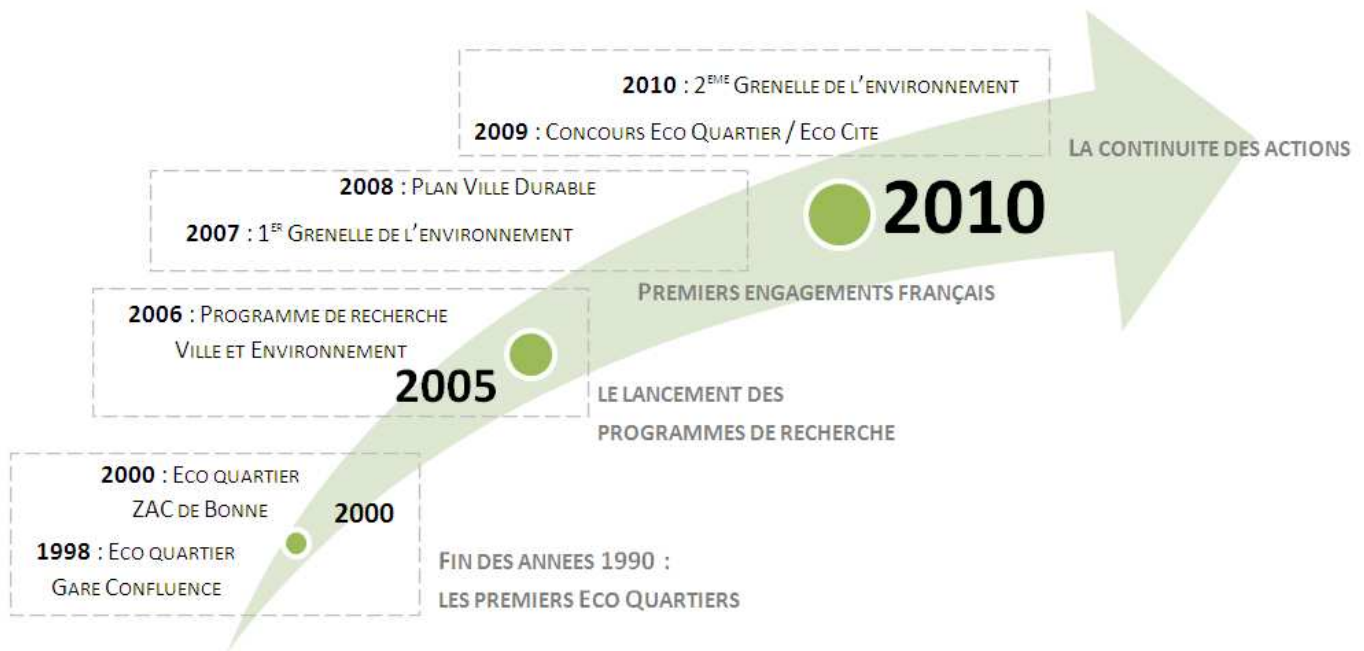 2010 : 2EME GRENELLE DE L'ENVIRONNEMENT
2009 : CONCOURS ECO QUARTIER / ECO CITE
LA CONTINUITE DES ACTIONS
2008 : PLAN VILLE DURABLE
2007 : 1ER GRENELLE DE L'ENVIRONNEMENT
2010
PREMIERS ENGAGEMENTS FRANÇAIS
2006 : PROGRAMME DE RECHERCHE
VILLE ET ENVIRONNEMENT
2005
LE LANCEMENT DES
PROGRAMMES DE RECHERCHE
2000 : ECO QUARTIER
ZAC DE BONNE
2000
1998 : ECO QUARTIER
GARE CONFLUENCE
FIN DES ANNEES 1990 :
LES PREMIERS ECO QUARTIERS